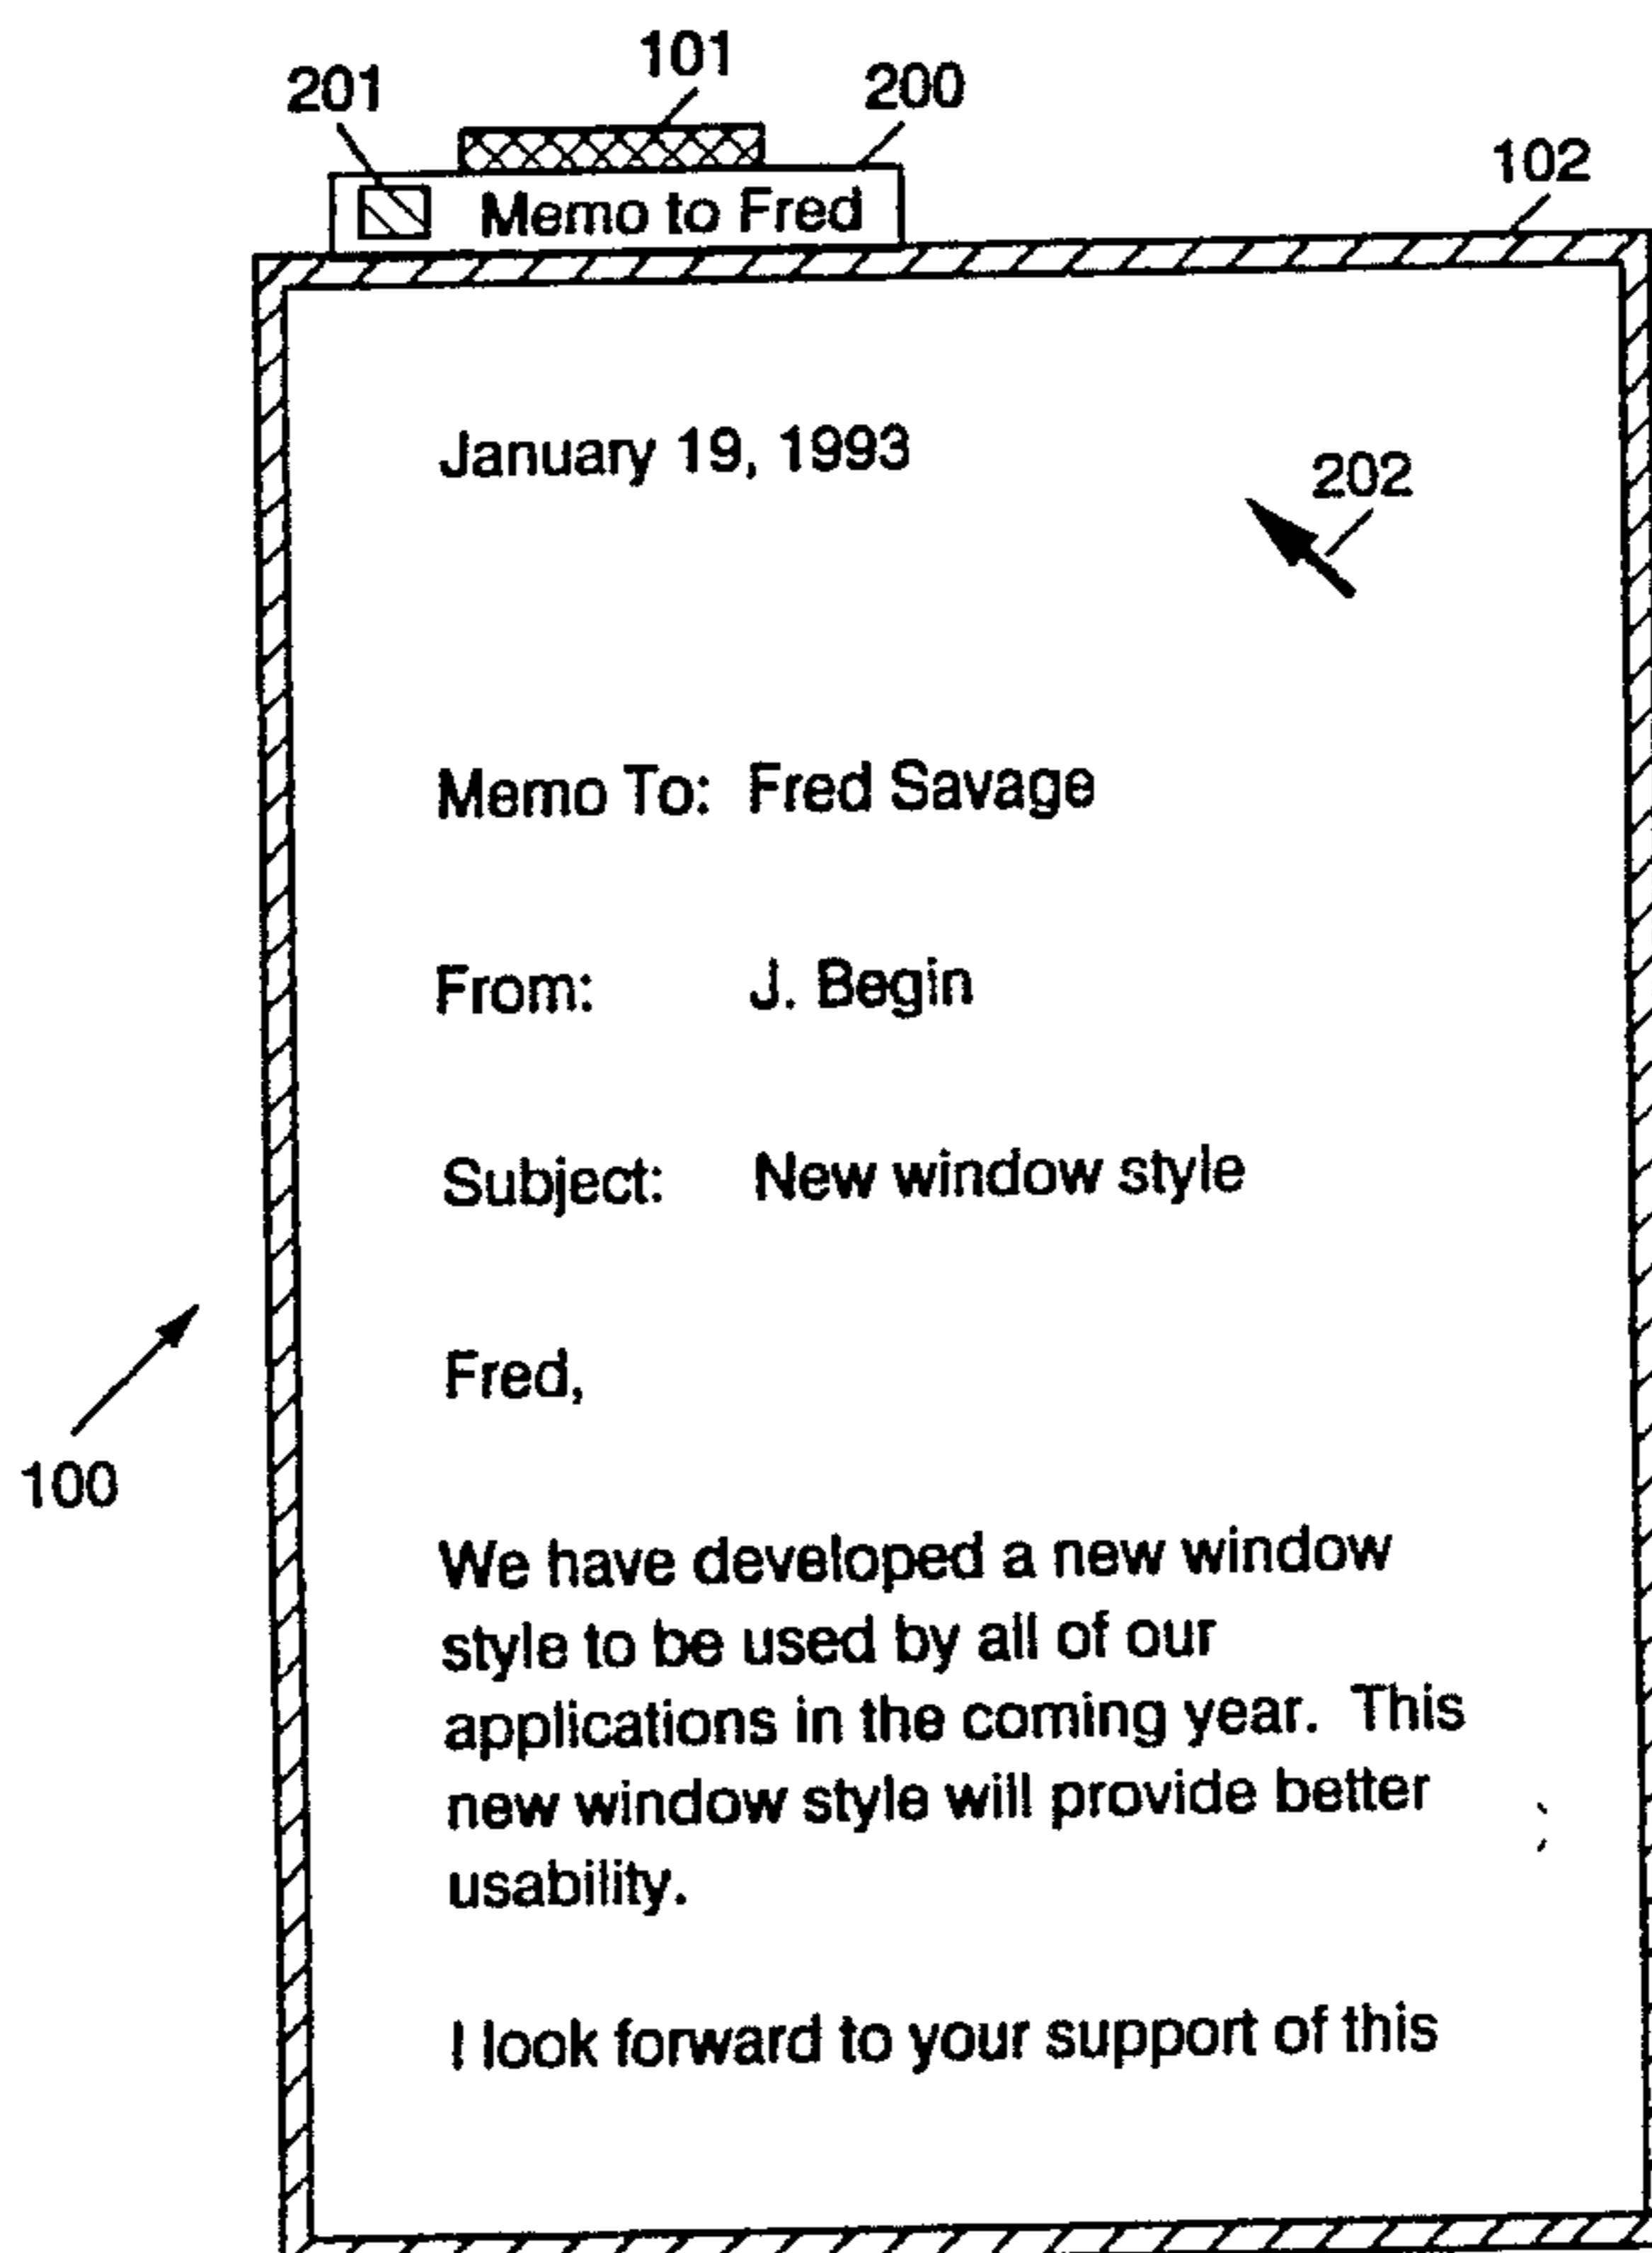 101
201
200
102
Memo to Fred
January 19, 1993
202
Memo To: Fred Savage
From: J. Begin
Subject: New window style
Fred,
100
We have developed a new window
style to be used by all of our
applications in the coming year. This
new window style will provide better
usability.
I look forward to your support of this